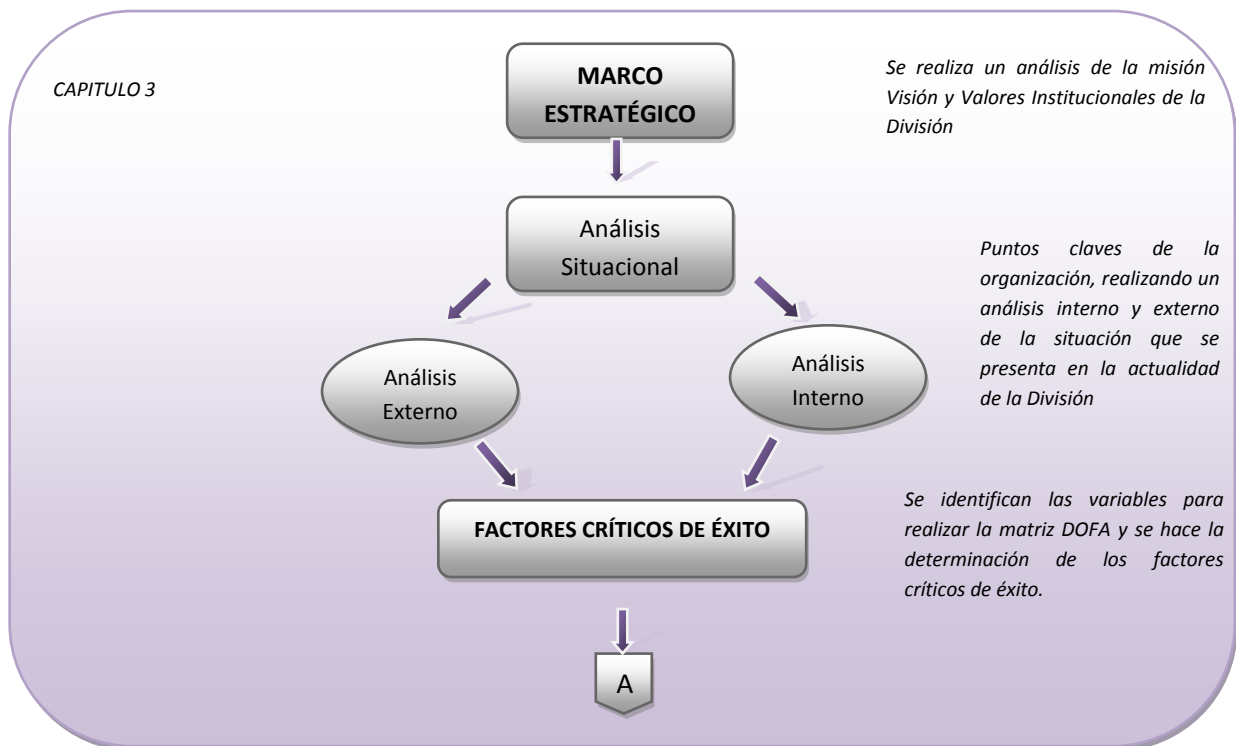 CAPITULO 3
MARCO
ESTRATÉGICO
Se realiza un análisis de la misión
Visión y Valores Institucionales de la
División
Análisis
Situacional
Puntos claves de la
organización, realizando un
análisis interno y externo
de la situación que se
presenta en la actualidad
de la División
Análisis
Externo
Análisis
Interno
FACTORES CRÍTICOS DE ÉXITO
Se identifican las variables para
realizar la matriz DOFA y se hace la
determinación de los factores
críticos de éxito.
A